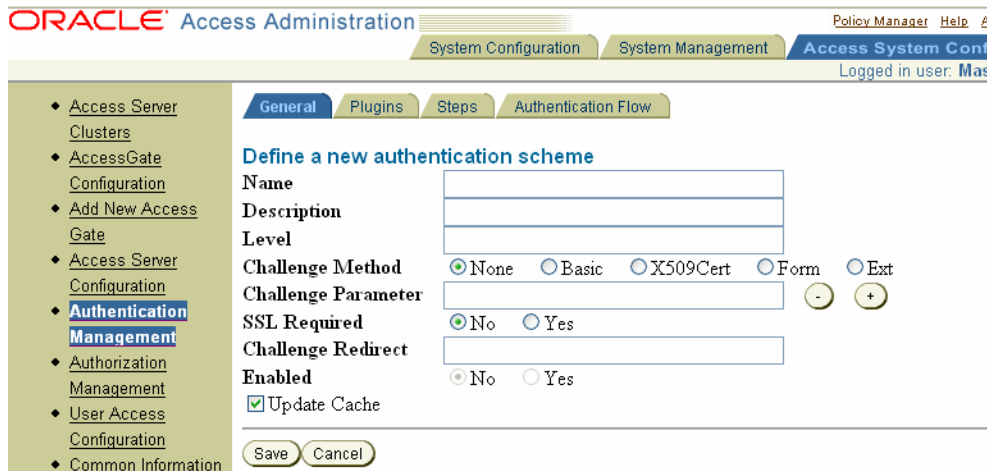 ORACLE Access Administration
Policy Manager Help
System Configuration System Management Access System Conf
Logged in user: Mas
Access Server
Clusters
AccessGate
Configuration
Add New Access
Gate
Access Server
Configuration
Authentication
Management
Authorization
Management
User Access
Configuration
Common Information
General Plugins Steps Authentication Flow
Define a new authentication scheme
Name
Description
Level
Challenge Method None Basic X509Cert Form Ext
Challenge Parameter - +
SSL Required No Yes
Challenge Redirect
Enabled No Yes
Update Cache
Save Cancel